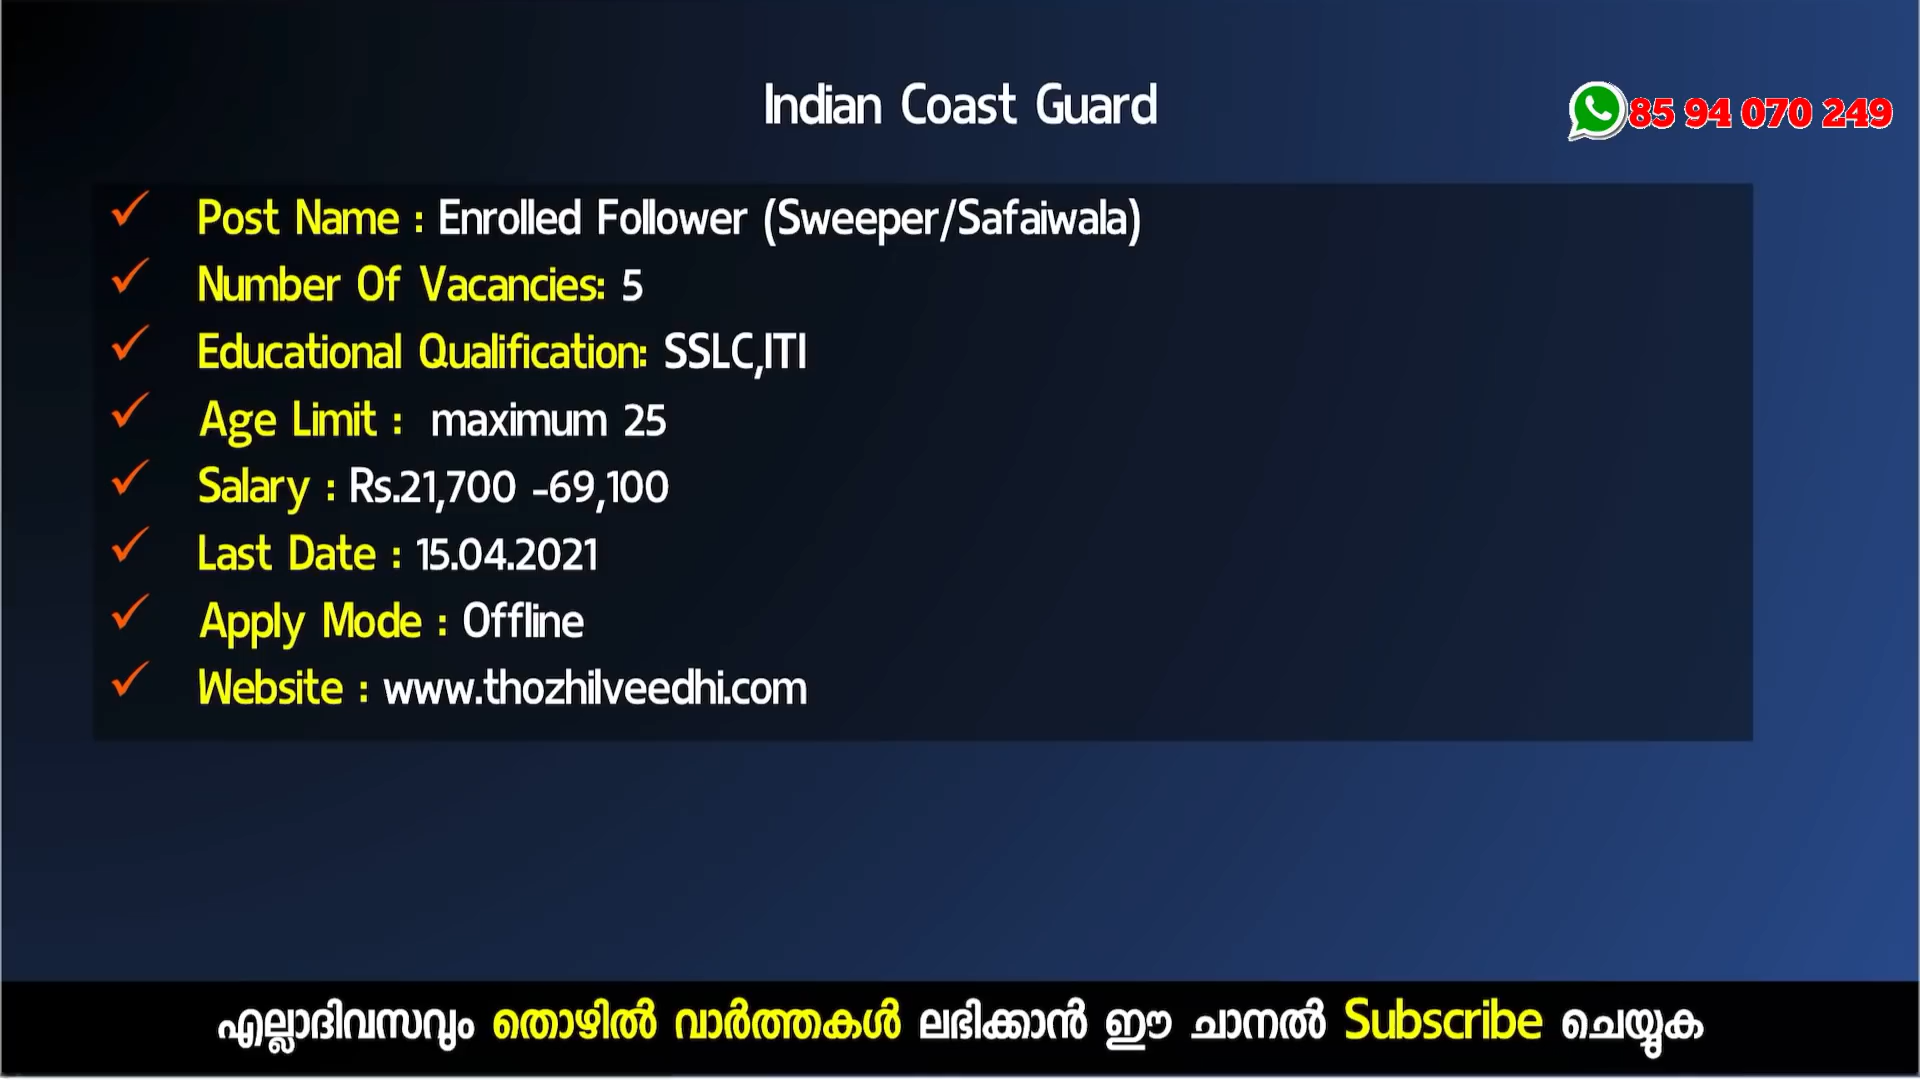 Indian Coast Guard
85 94 070 249
Post Name : Enrolled Follower (Sweeper/Safaiwala)
Number Of Vacancies: 5
Educational Qualification: SSLC,ITI
Age Limit : maximum 25
Salary : Rs.21,700 -69,100
Last Date : 15.04.2021
Apply Mode : Offline
Website : www.thozhilveedhi.com
എല്ലാദിവസവും തൊഴിൽ വാർത്തകൾ ലഭിക്കാൻ ഈ ചാനൽ Subscribe ചെയ്യുക